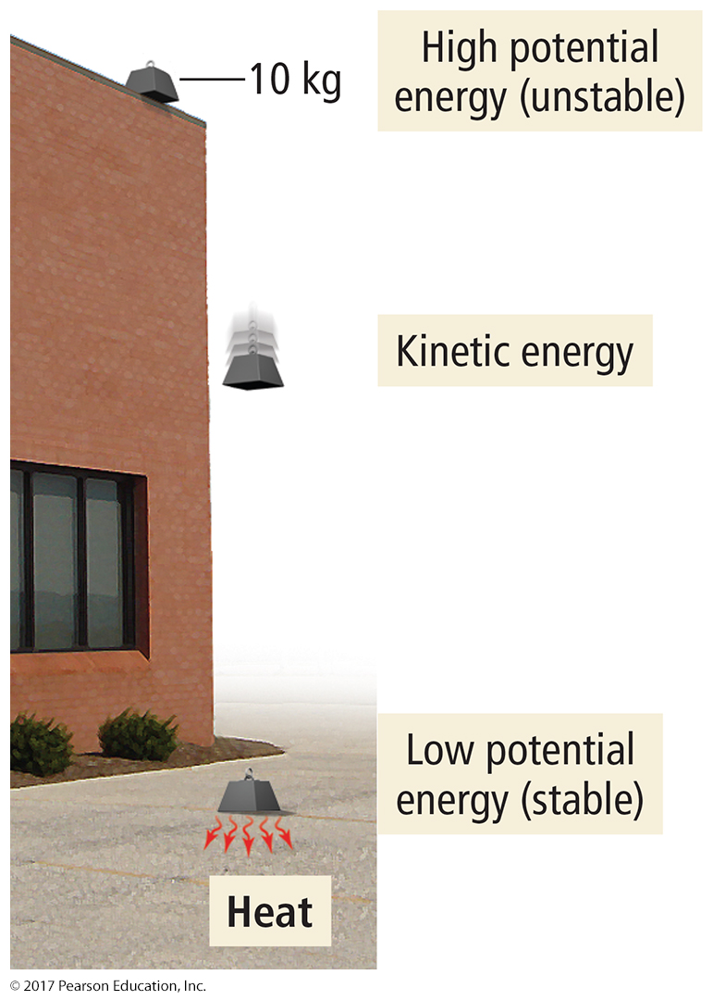 10 kg
High potential
energy (unstable)
Kinetic energy
Low potential
energy (stable)
Heat
© 2017 Pearson Education, Inc.